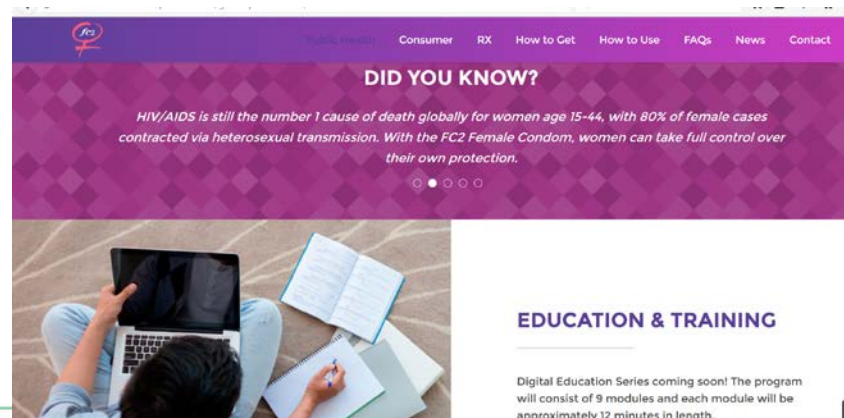 fc2
Public Health Consumer RX How to Get How to Use FAQs News Contact
DID YOU KNOW?
HIV/AIDS is still the number 1 cause of death globally for women age 15-44, with 80% of female cases
contracted via heterosexual transmission. With the FC2 Female Condom, women can take full control over
their own protection.
EDUCATION & TRAINING
Digital Education Series coming soon! The program
will consist of 9 modules and each module will be
approximately 12 minutes in length.